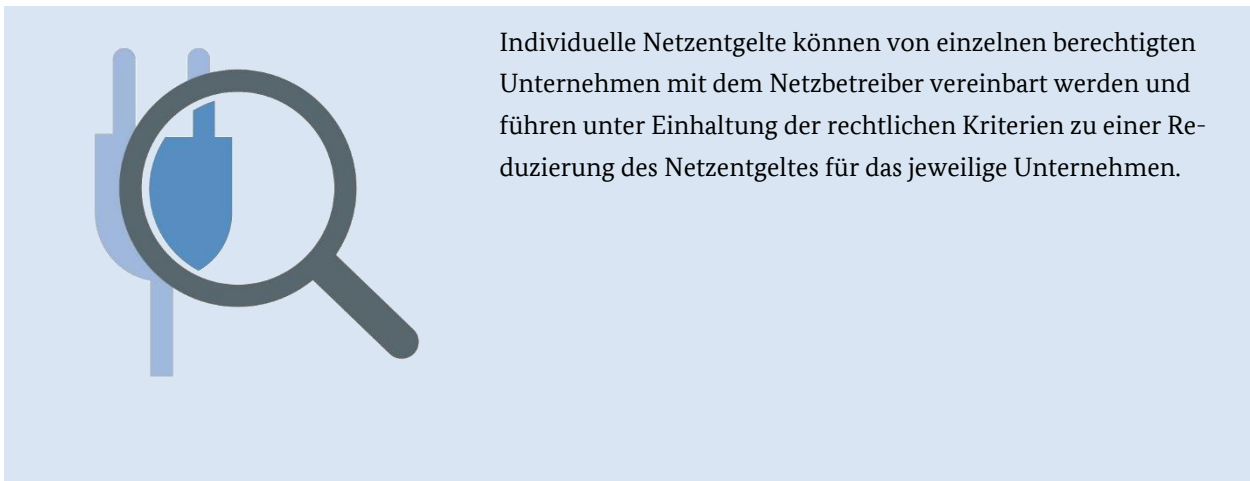 Individuelle Netzentgelte können von einzelnen berechtigten
Unternehmen mit dem Netzbetreiber vereinbart werden und
führen unter Einhaltung der rechtlichen Kriterien zu einer Re-
duzierung des Netzentgeltes für das jeweilige Unternehmen.